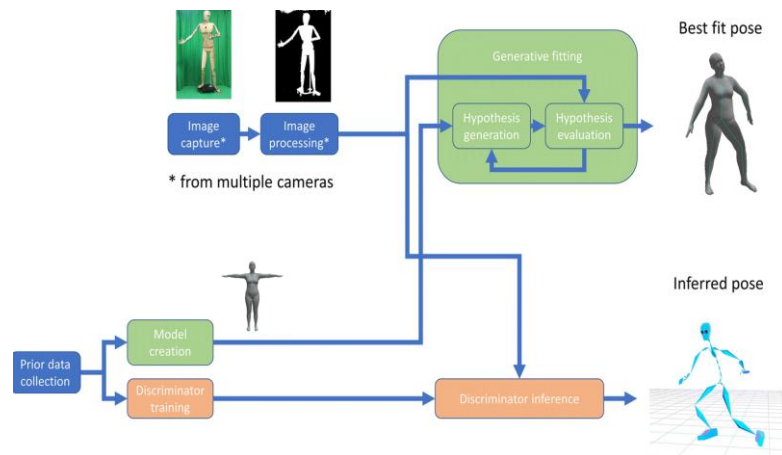 Best fit pose
Generative fitting
Image
capture*
Image
processing*
Hypothesis
generation
Hypothesis
evaluation
* from multiple cameras
Inferred pose
Model
creation
Prior data
collection
Discriminator
training
Discriminator inference